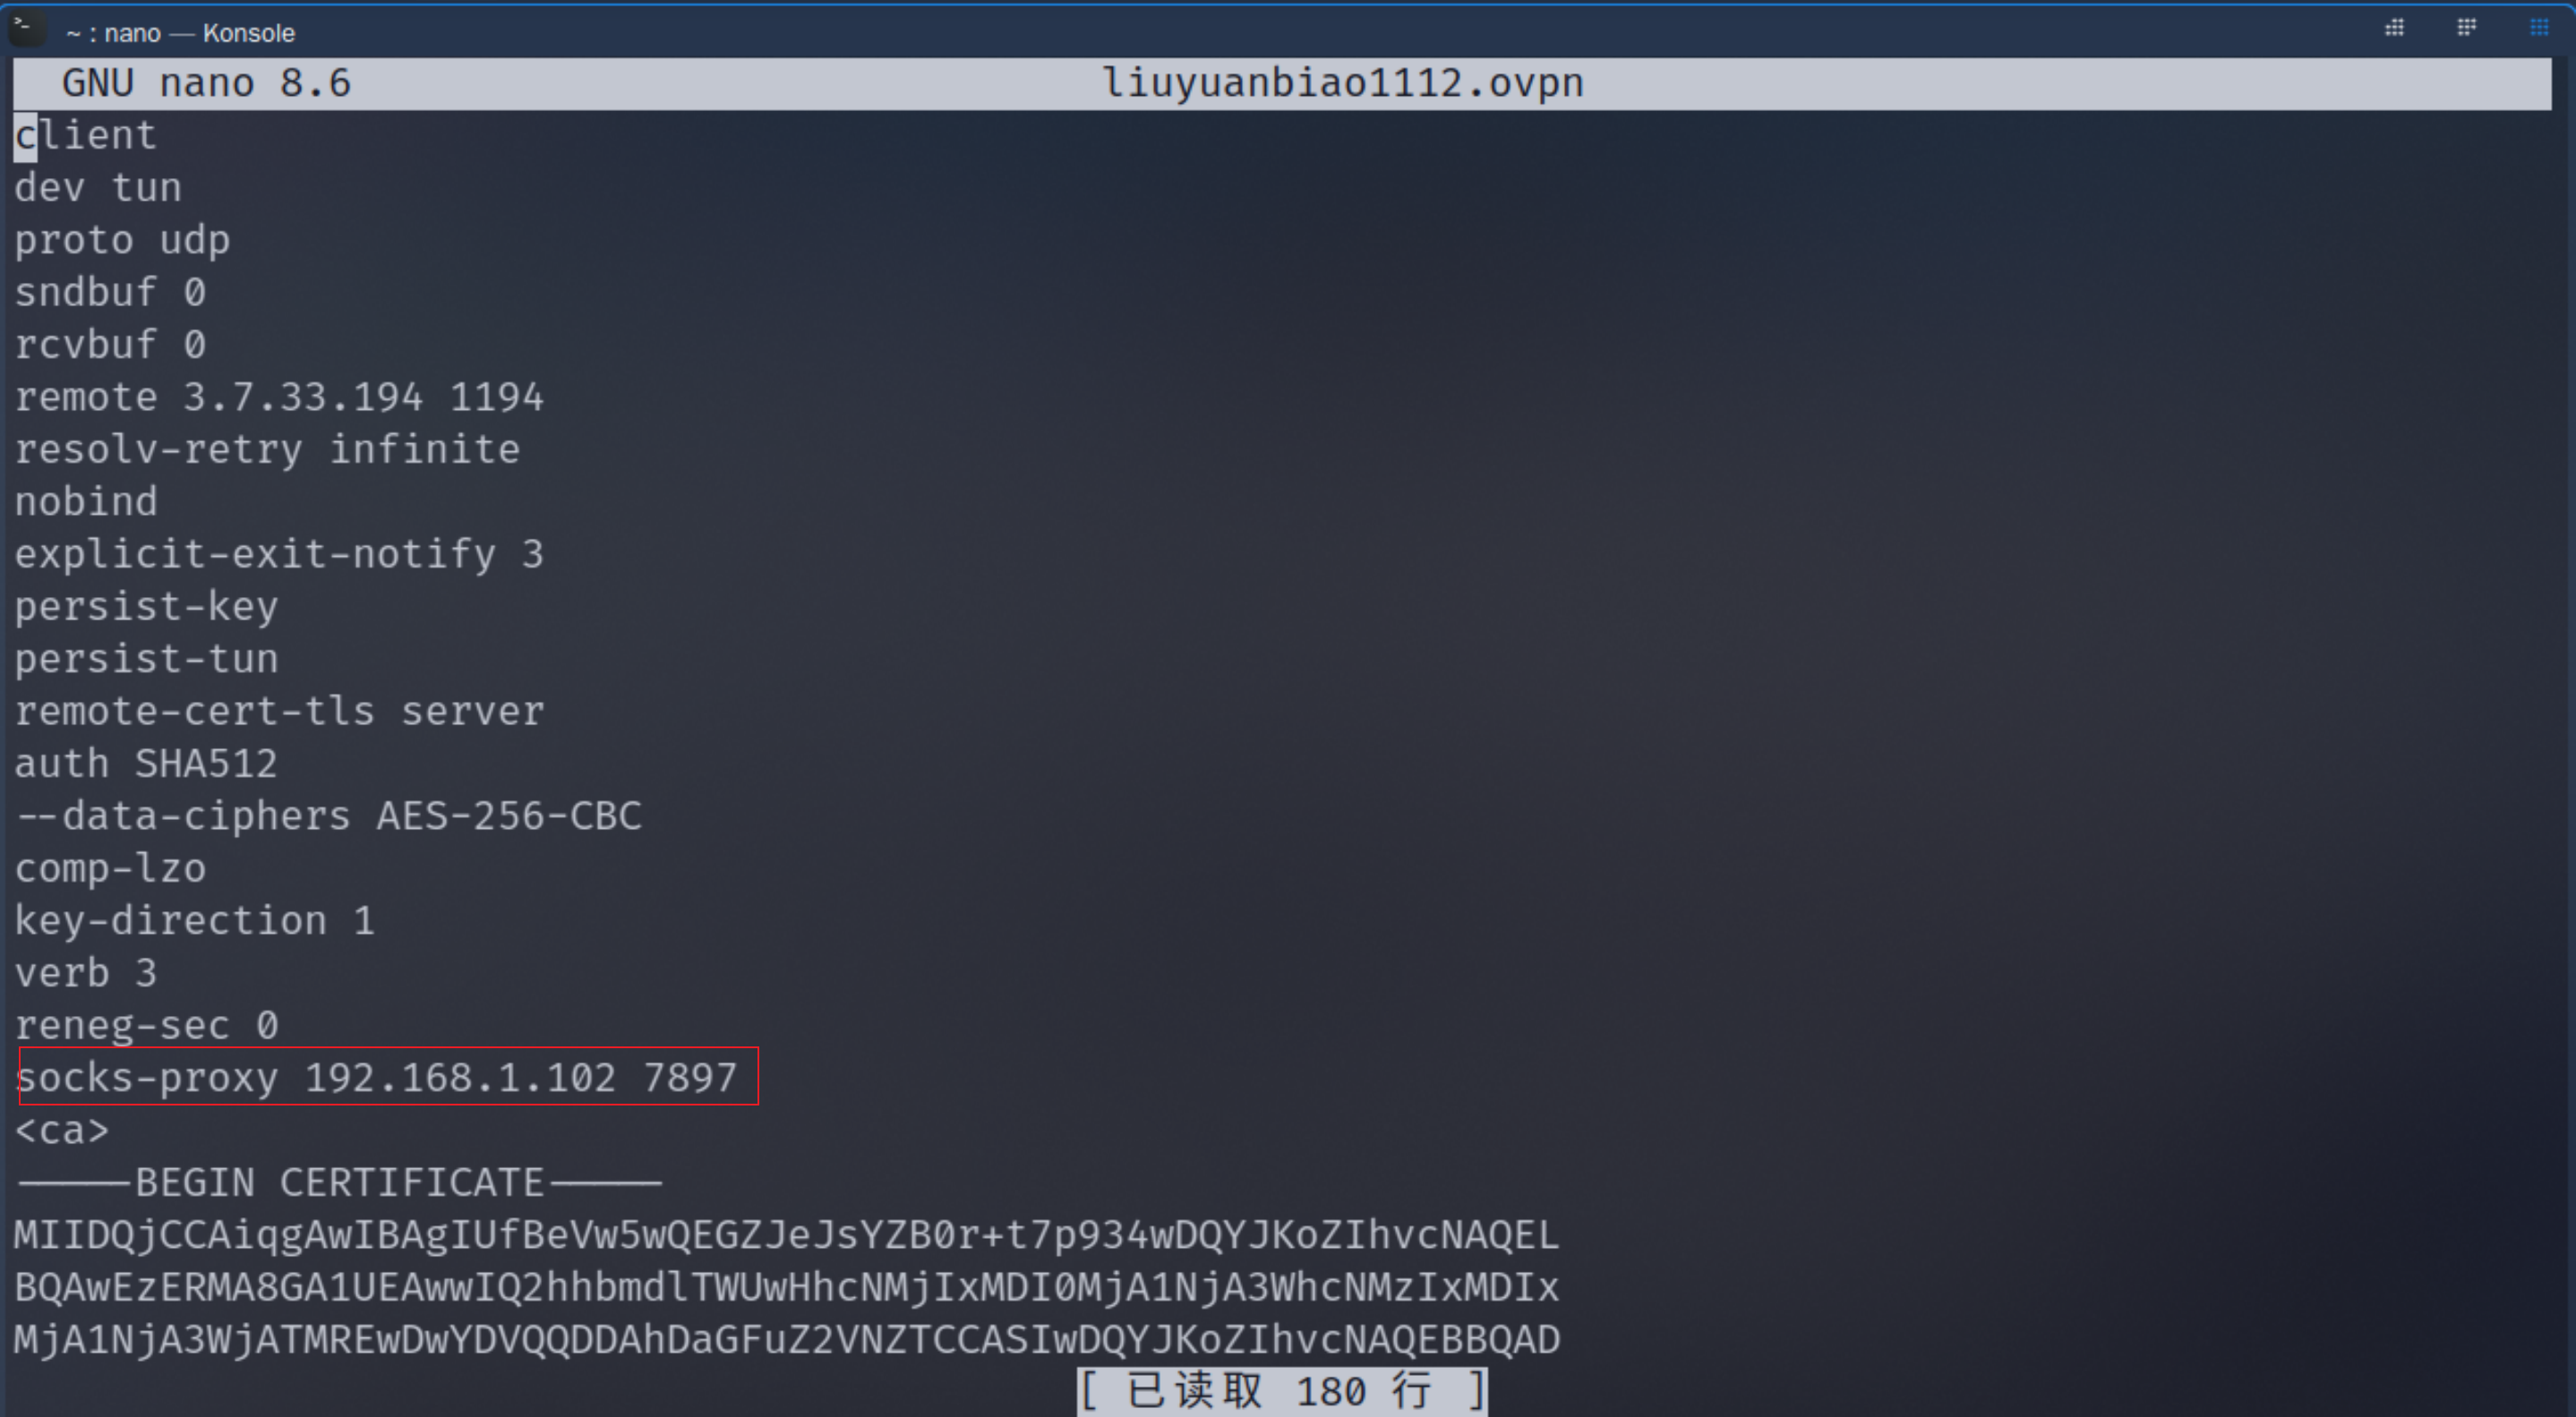 ~ : nano — Konsole
GNU nano 8.6 liuyuanbiao1112.ovpn
client
dev tun
proto udp
sndbuf 0
rcvbuf 0
remote 3.7.33.194 1194
resolv-retry infinite
nobind
explicit-exit-notify 3
persist-key
persist-tun
remote-cert-tls server
auth SHA512
--data-ciphers AES-256-CBC
comp-lzo
key-direction 1
verb 3
reneg-sec 0
socks-proxy 192.168.1.102 7897
<ca>
-----BEGIN CERTIFICATE-----
MIIDQjCCAiqgAwIBAgIUfBeVw5wQEGZJeJsYZB0r+t7p934wDQYJKoZIhvcNAQEL
BQAwEzERMA8GA1UEAwwIQ2hhbmdlTWUwHhcNMjIxMDI0MjA1NjA3WhcNMzIxMDIx
MjA1NjA3WjATMREwDwYDVQQDDAhDaGFuZ2VNZTCCASIwDQYJKoZIhvcNAQEBBQAD
[ 已读取 180 行 ]